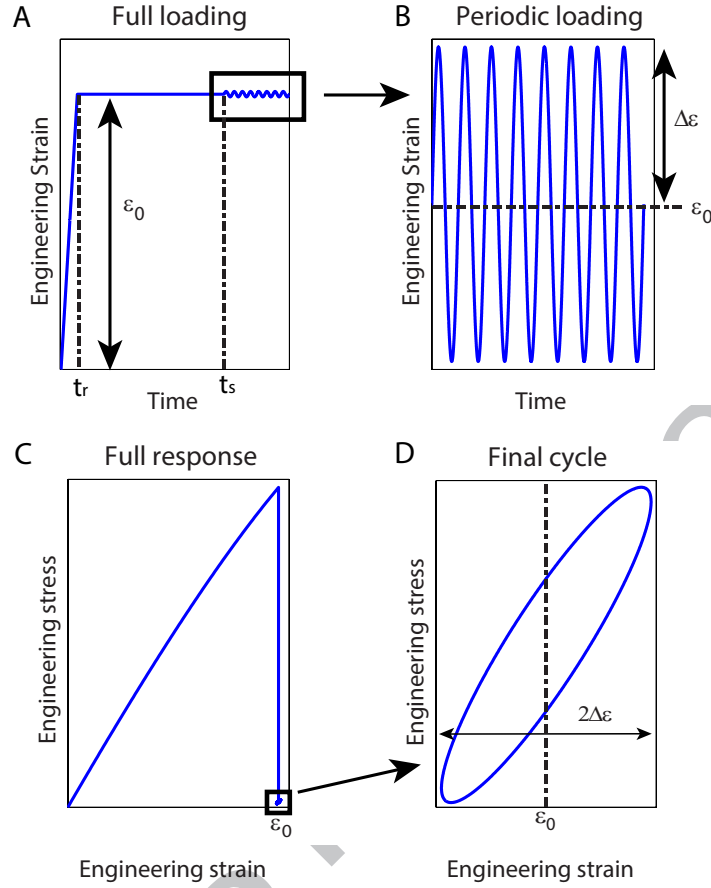 A
Full loading
Engineering Strain
ε0
tr
ts
Time
B
Periodic loading
Engineering Strain
Δε
ε0
Time
C
Full response
Engineering stress
ε0
Engineering strain
D
Final cycle
Engineering stress
2Δε
ε0
Engineering strain